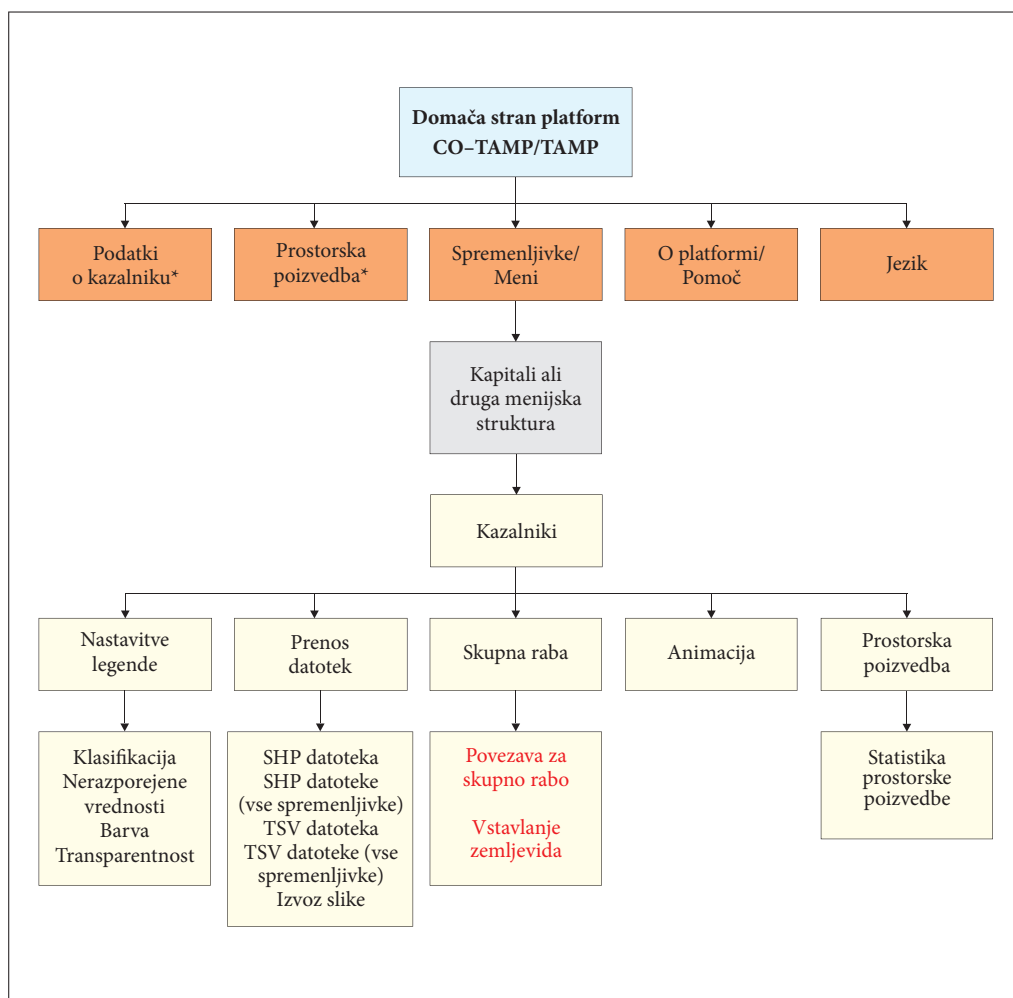 Domača stran platform
CO–TAMP/TAMP
Podatki
o kazalniku*
Prostorska
poizvedba*
Spremenljivke/
Meni
O platformi/
Pomoč
Jezik
Kapitali ali
druga menijska
struktura
Kazalniki
Nastavitve
legende
Prenos
datotek
Skupna raba
Animacija
Prostorska
poizvedba
Klasifikacija
Nerazporejene
vrednosti
Barva
Transparentnost
SHP datoteka
SHP datoteke
(vse spremenljivke)
TSV datoteka
TSV datoteke (vse
spremenljivke)
Izvoz slike
Povezava za
skupno rabo
Vstavlanje
zemljevida
Statistika
prostorske
poizvedbe